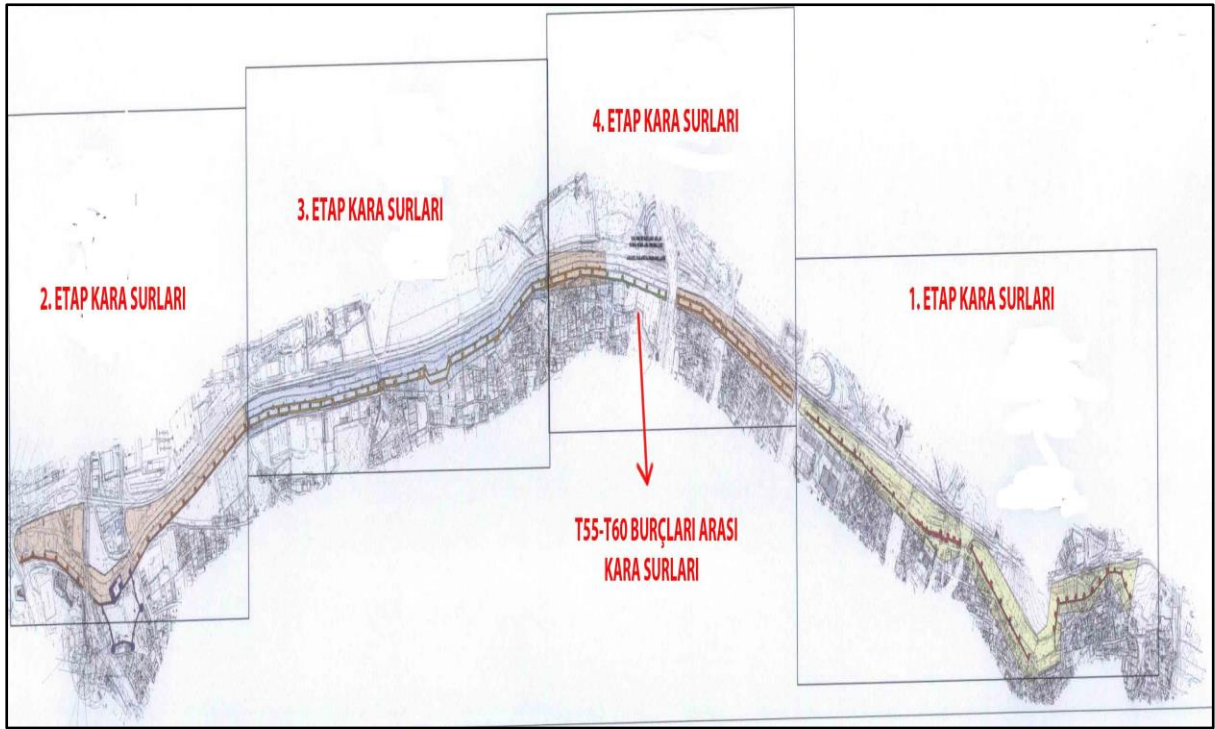 4. ETAP KARA SURLARI
3. ETAP KARA SURLARI
2. ETAP KARA SURLARI
1. ETAP KARA SURLARI
T55-T60 BURÇLARI ARASI
KARA SURLARI